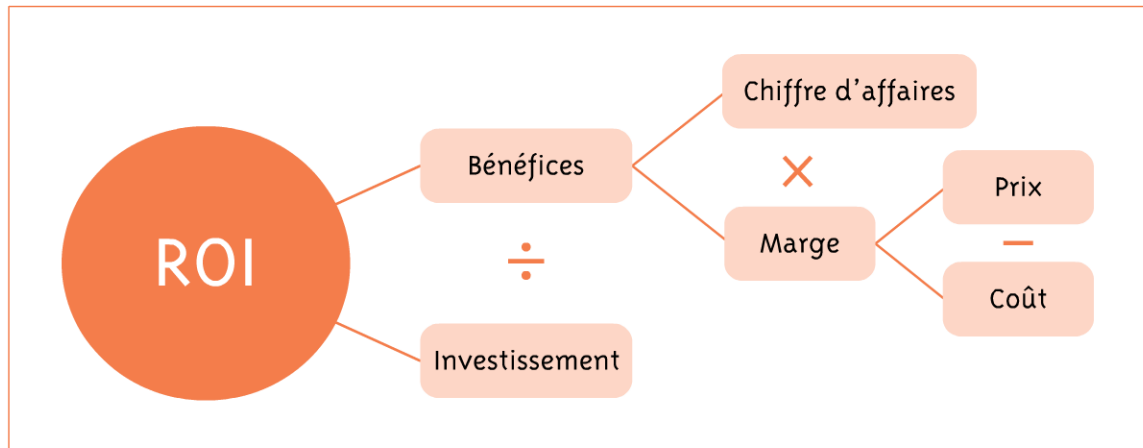 ROI
Bénéfices
÷
Investissement
Chiffre d’affaires
×
Marge
Prix
−
Coût